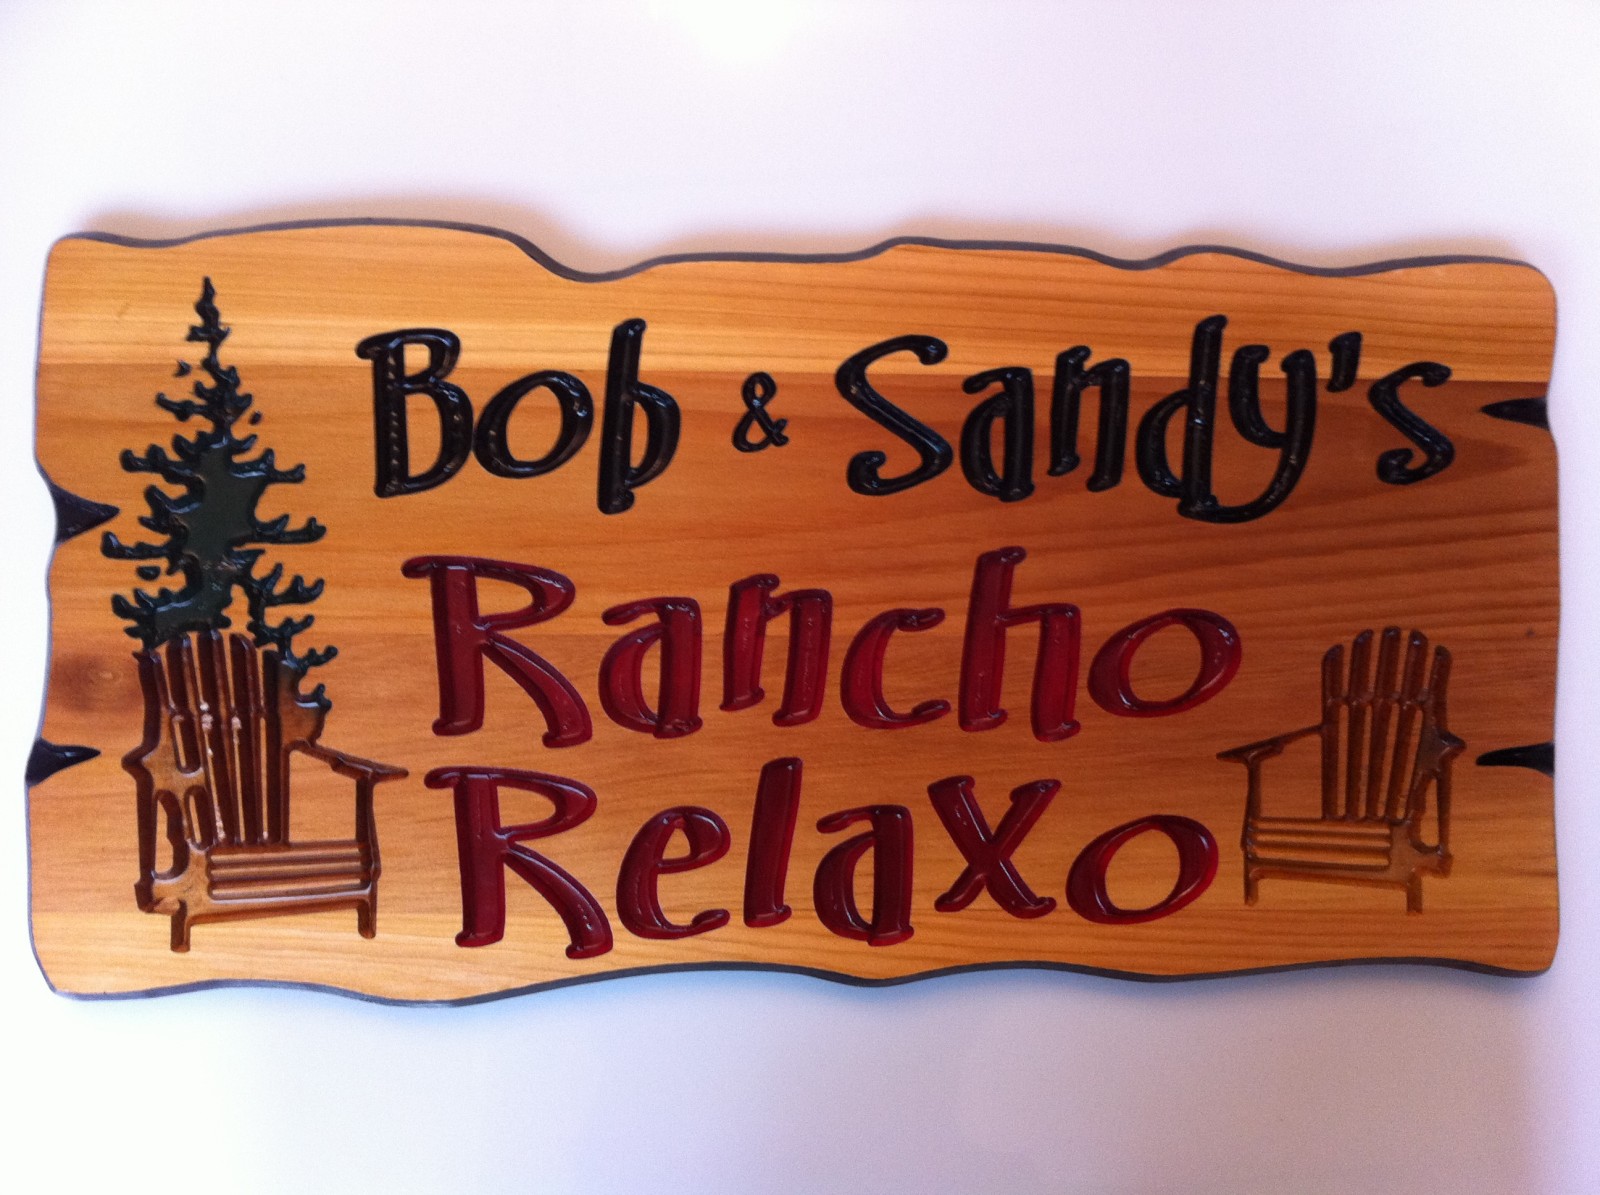 Bob & Sandy's
Rancho
Relaxo